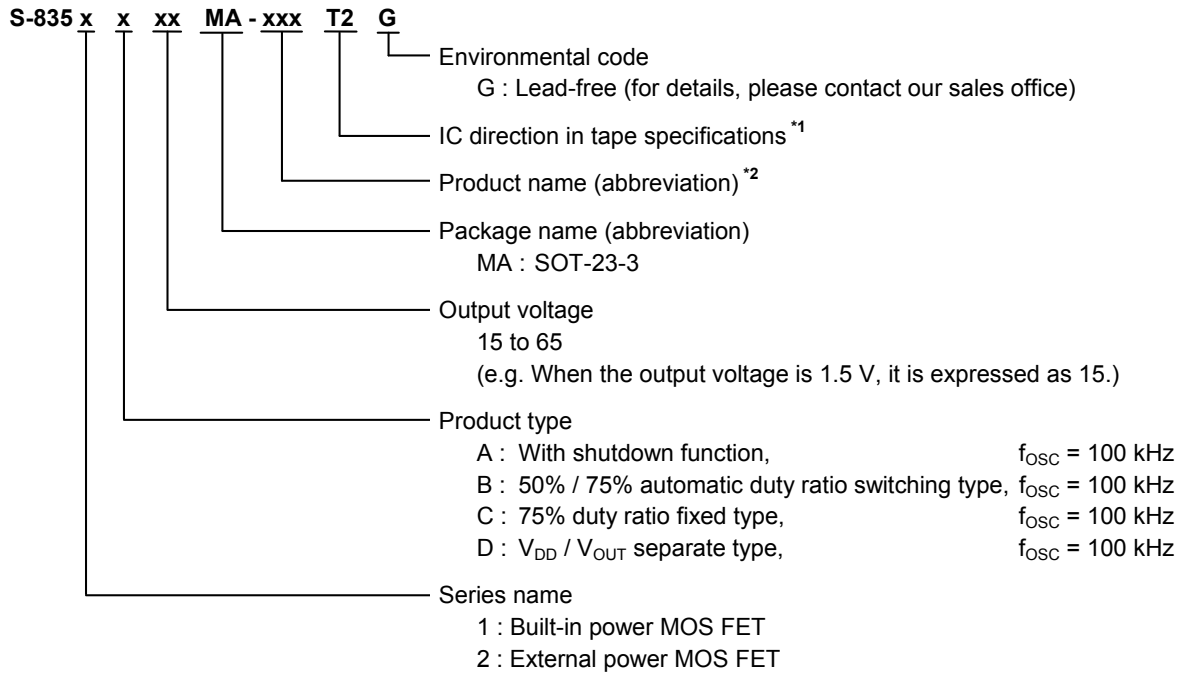 S-835 x x xx MA - xxx T2 G
Environmental code
G : Lead-free (for details, please contact our sales office)
IC direction in tape specifications *1
Product name (abbreviation) *2
Package name (abbreviation)
MA : SOT-23-3
Output voltage
15 to 65
(e.g. When the output voltage is 1.5 V, it is expressed as 15.)
Product type
A : With shutdown function, fOSC = 100 kHz
B : 50% / 75% automatic duty ratio switching type, fOSC = 100 kHz
C : 75% duty ratio fixed type, fOSC = 100 kHz
D : VDD / VOUT separate type, fOSC = 100 kHz
Series name
1 : Built-in power MOS FET
2 : External power MOS FET